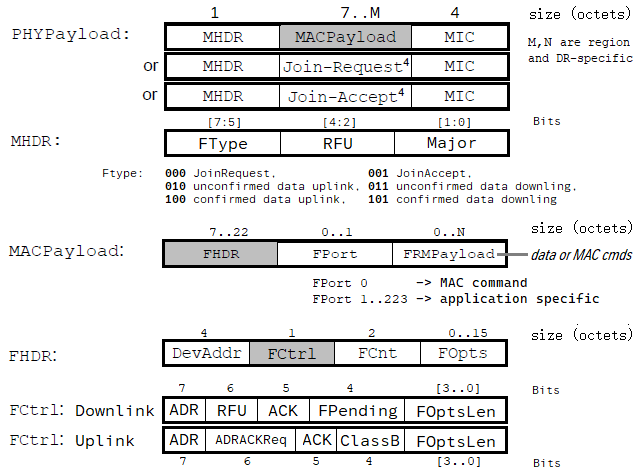 1 7..M 4 size (octets)
PHYPayload: MHDR MACPayload MIC
M,N are region
and DR-specific
or MHDR Join-Request4 MIC
or MHDR Join-Accept4 MIC
[7:5] [4:2] [1:0] Bits
MHDR: FType RFU Major
Ftype: 000 JoinRequest, 001 JoinAccept,
010 unconfirmed data uplink, 011 unconfirmed data downling,
100 confirmed data uplink, 101 confirmed data downling
7..22 0..1 0..N size (octets)
MACPayload: FHDR FPort FRMPayload data or MAC cmds
FPort 0 -> MAC command
FPort 1..223 -> application specific
4 1 2 0..15 size (octets)
FHDR: DevAddr FCtrl FCnt FOpts
7 6 5 4 [3..0] Bits
FCtrl: Downlink ADR RFU ACK FPending FOptsLen
FCtrl: Uplink ADR ADRACKReq ACK ClassB FOptsLen
7 6 5 4 [3..0] Bits